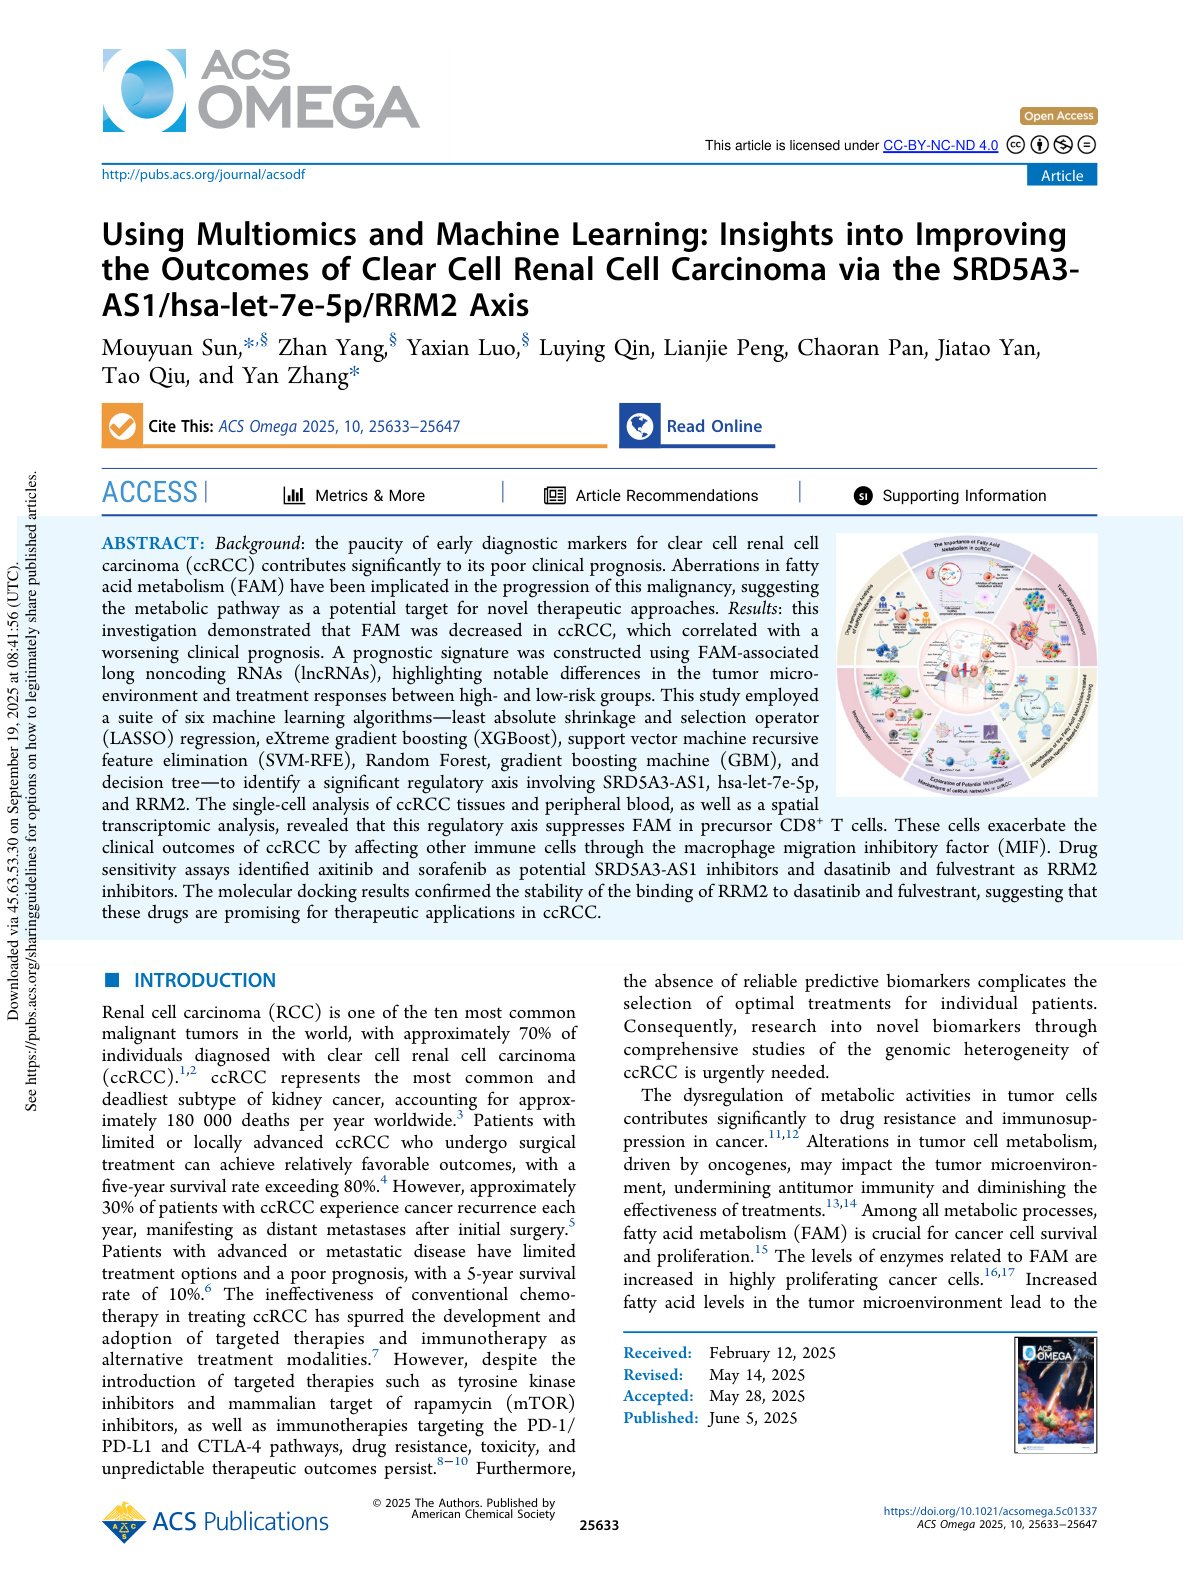 ACS
OMEGA
Open Access
This article is licensed under CC-BY-NC-ND 4.0
http://pubs.acs.org/journal/acsodf
Article
Using Multiomics and Machine Learning: Insights into Improving
the Outcomes of Clear Cell Renal Cell Carcinoma via the SRD5A3-
AS1/hsa-let-7e-5p/RRM2 Axis
Mouyuan Sun,*,§ Zhan Yang,§ Yaxian Luo,§ Luying Qin, Lianjie Peng, Chaoran Pan, Jiatao Yan,
Tao Qiu, and Yan Zhang*
Cite This: ACS Omega 2025, 10, 25633–25647
Read Online
ACCESS
Metrics & More
Article Recommendations
Supporting Information
ABSTRACT: Background: the paucity of early diagnostic markers for clear cell renal cell
carcinoma (ccRCC) contributes significantly to its poor clinical prognosis. Aberrations in fatty
acid metabolism (FAM) have been implicated in the progression of this malignancy, suggesting
the metabolic pathway as a potential target for novel therapeutic approaches. Results: this
investigation demonstrated that FAM was decreased in ccRCC, which correlated with a
worsening clinical prognosis. A prognostic signature was constructed using FAM-associated
long noncoding RNAs (lncRNAs), highlighting notable differences in the tumor micro-
environment and treatment responses between high- and low-risk groups. This study employed
a suite of six machine learning algorithms—least absolute shrinkage and selection operator
(LASSO) regression, eXtreme gradient boosting (XGBoost), support vector machine recursive
feature elimination (SVM-RFE), Random Forest, gradient boosting machine (GBM), and
decision tree—to identify a significant regulatory axis involving SRD5A3-AS1, hsa-let-7e-5p,
and RRM2. The single-cell analysis of ccRCC tissues and peripheral blood, as well as a spatial
transcriptomic analysis, revealed that this regulatory axis suppresses FAM in precursor CD8⁺ T cells. These cells exacerbate the
clinical outcomes of ccRCC by affecting other immune cells through the macrophage migration inhibitory factor (MIF). Drug
sensitivity assays identified axitinib and sorafenib as potential SRD5A3-AS1 inhibitors and dasatinib and fulvestrant as RRM2
inhibitors. The molecular docking results confirmed the stability of the binding of RRM2 to dasatinib and fulvestrant, suggesting that
these drugs are promising for therapeutic applications in ccRCC.
INTRODUCTION
Renal cell carcinoma (RCC) is one of the ten most common
malignant tumors in the world, with approximately 70% of
individuals diagnosed with clear cell renal cell carcinoma
(ccRCC).1,2 ccRCC represents the most common and
deadliest subtype of kidney cancer, accounting for approx-
imately 180 000 deaths per year worldwide.3 Patients with
limited or locally advanced ccRCC who undergo surgical
treatment can achieve relatively favorable outcomes, with a
five-year survival rate exceeding 80%.4 However, approximately
30% of patients with ccRCC experience cancer recurrence each
year, manifesting as distant metastases after initial surgery.5
Patients with advanced or metastatic disease have limited
treatment options and a poor prognosis, with a 5-year survival
rate of 10%.6 The ineffectiveness of conventional chemo-
therapy in treating ccRCC has spurred the development and
adoption of targeted therapies and immunotherapy as
alternative treatment modalities.7 However, despite the
introduction of targeted therapies such as tyrosine kinase
inhibitors and mammalian target of rapamycin (mTOR)
inhibitors, as well as immunotherapies targeting the PD-1/
PD-L1 and CTLA-4 pathways, drug resistance, toxicity, and
unpredictable therapeutic outcomes persist.8–10 Furthermore,
the absence of reliable predictive biomarkers complicates the
selection of optimal treatments for individual patients.
Consequently, research into novel biomarkers through
comprehensive studies of the genomic heterogeneity of
ccRCC is urgently needed.
The dysregulation of metabolic activities in tumor cells
contributes significantly to drug resistance and immunosup-
pression in cancer.11,12 Alterations in tumor cell metabolism,
driven by oncogenes, may impact the tumor microenviron-
ment, undermining antitumor immunity and diminishing the
effectiveness of treatments.13,14 Among all metabolic processes,
fatty acid metabolism (FAM) is crucial for cancer cell survival
and proliferation.15 The levels of enzymes related to FAM are
increased in highly proliferating cancer cells.16,17 Increased
fatty acid levels in the tumor microenvironment lead to the
Received: February 12, 2025
Revised: May 14, 2025
Accepted: May 28, 2025
Published: June 5, 2025
ACS Publications
© 2025 The Authors. Published by
American Chemical Society
25633
https://doi.org/10.1021/acsomega.5c01337
ACS Omega 2025, 10, 25633–25647
Downloaded via 45.63.53.30 on September 19, 2025 at 08:41:56 (UTC).
See https://pubs.acs.org/sharingguidelines for options on how to legitimately share published articles.